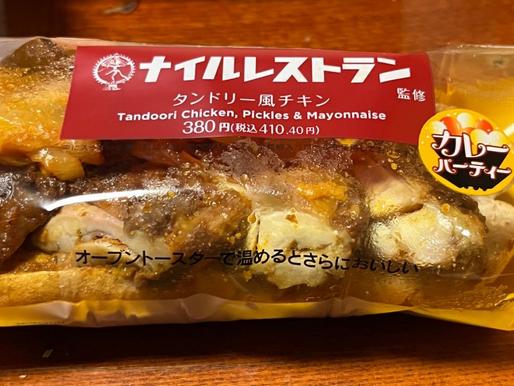 ナイルレストラン
監修
タンドリー風チキン
Tandoori Chicken, Pickles & Mayonnaise
380円(税込410.40円)
カレー
パーティー
オーブントースターで温めるとさらにおいしい